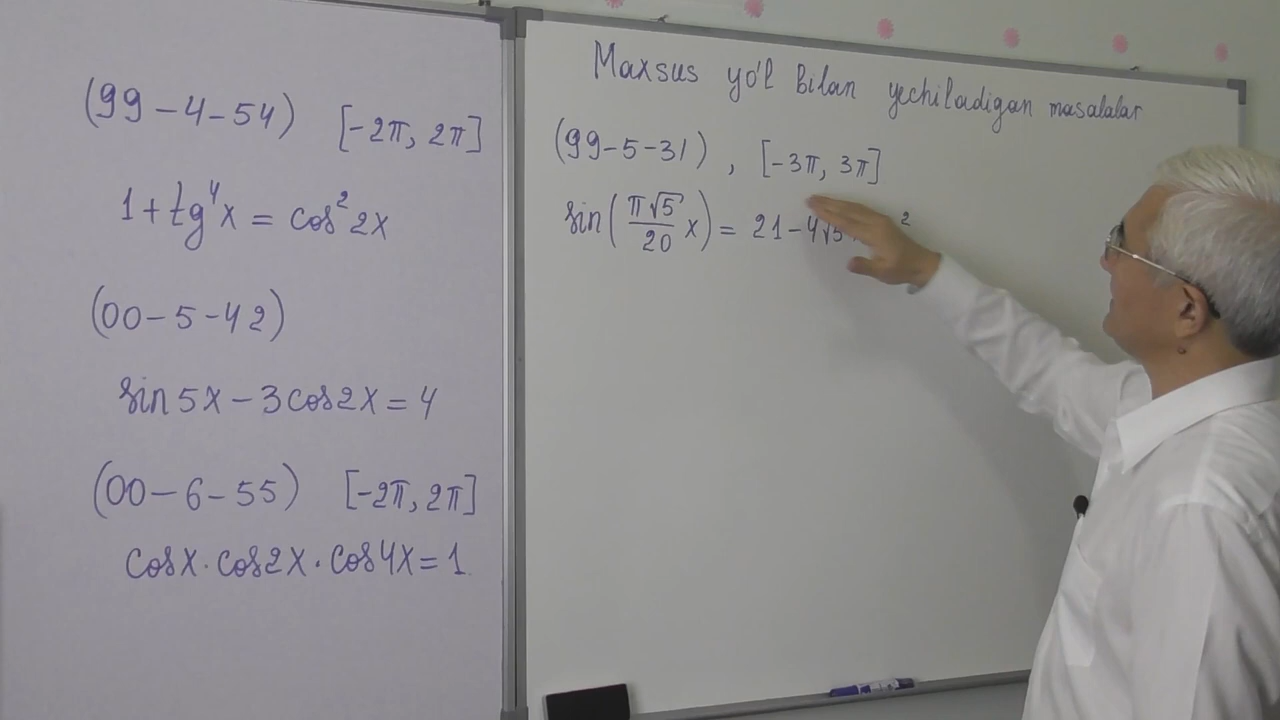 (99-4-54) [-2π, 2π]
1+tg⁴x = cos²2x
(00-5-42)
sin5x-3cos2x=4
(00-6-55) [-2π, 2π]
cosx·cos2x·cos4x=1
Maxsus yo'l bilan yechiladigan masalalar
(99-5-31), [-3π, 3π]
sin(π√5/20 x) = 21-4√5 ²